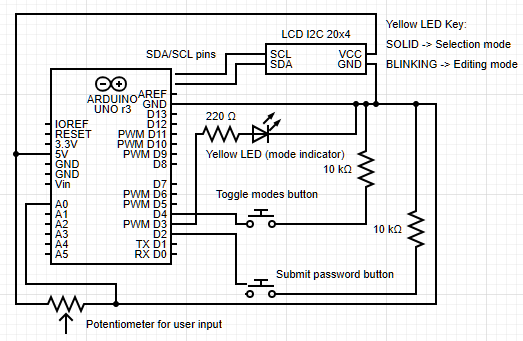 LCD I2C 20x4
Yellow LED Key:
SOLID -> Selection mode
BLINKING -> Editing mode
SDA/SCL pins
SCL
VCC
SDA
GND
ARDUINO
UNO r3
AREF
GND
D13
IOREF
D12
RESET
PWM D11
3.3V
PWM D10
5V
PWM D9
GND
D8
GND
Vin
D7
PWM D6
A0
PWM D5
A1
D4
A2
PWM D3
A3
D2
A4
TX D1
A5
RX D0
220 Ω
Yellow LED (mode indicator)
10 kΩ
Toggle modes button
10 kΩ
Submit password button
Potentiometer for user input